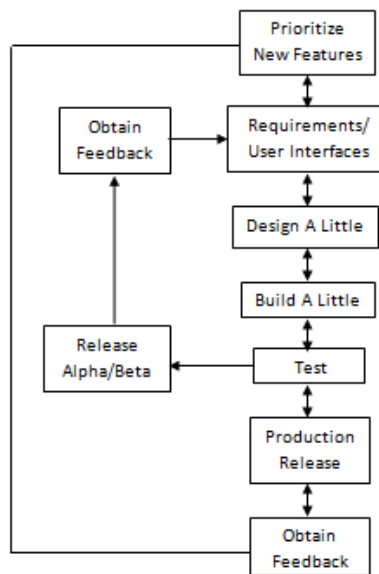 Prioritize
New Features
Obtain
Feedback
Requirements/
User Interfaces
Design A Little
Build A Little
Release
Alpha/Beta
Test
Production
Release
Obtain
Feedback